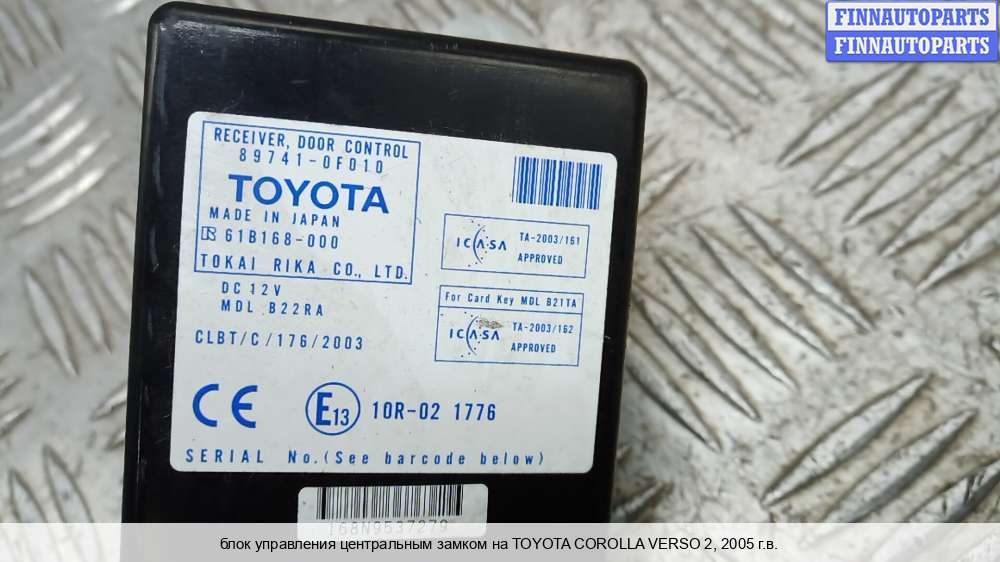 FINNAUTOPARTS
FINNAUTOPARTS
RECEIVER, DOOR CONTROL
89741-0F010
TOYOTA
MADE IN JAPAN
R 61B168-000
TOKAI RIKA CO., LTD.
DC 12V
MDL B22RA
CLBT/C/176/2003
ICASA TA-2003/161
APPROVED
For Card Key MDL B21TA
ICASA TA-2003/162
APPROVED
CE E13 10R-02 1776
SERIAL No.(See barcode below)
168N9537279
блок управления центральным замком на TOYOTA COROLLA VERSO 2, 2005 г.в.